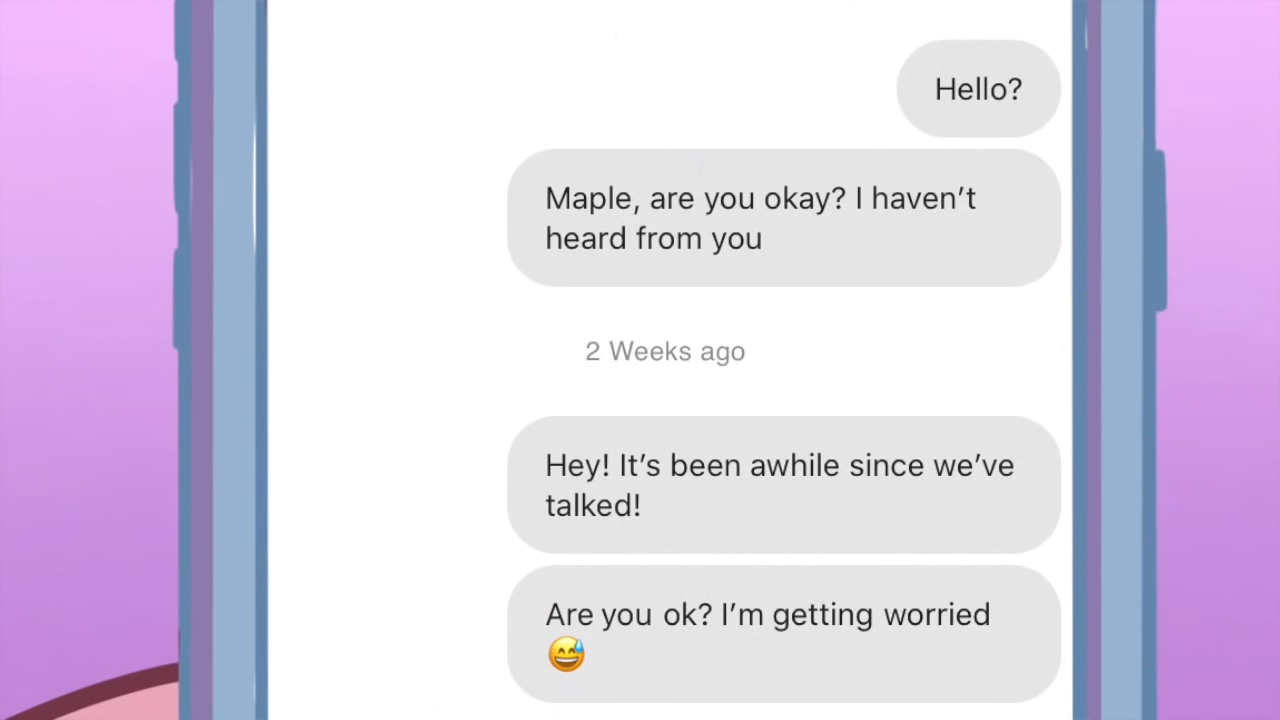 Hello?
Maple, are you okay? I haven’t
heard from you
2 Weeks ago
Hey! It’s been awhile since we’ve
talked!
Are you ok? I’m getting worried
😅